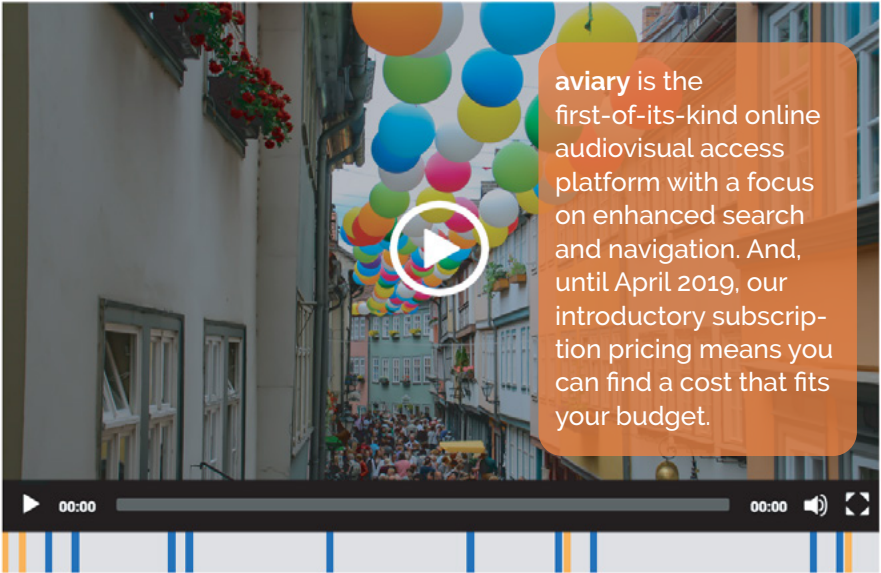 aviary is the
first-of-its-kind online
audiovisual access
platform with a focus
on enhanced search
and navigation. And,
until April 2019, our
introductory subscrip-
tion pricing means you
can find a cost that fits
your budget.
00:00 00:00